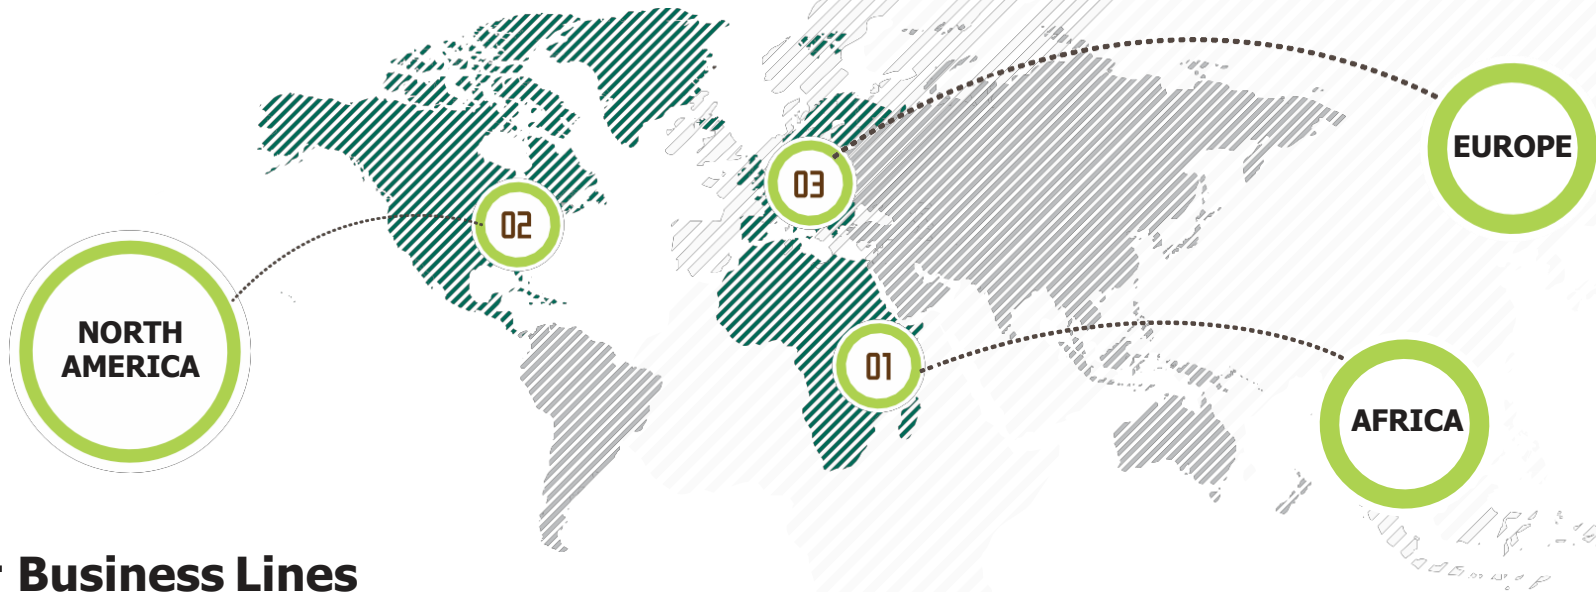 EUROPE
03
02
NORTH
AMERICA
01
AFRICA
Business Lines